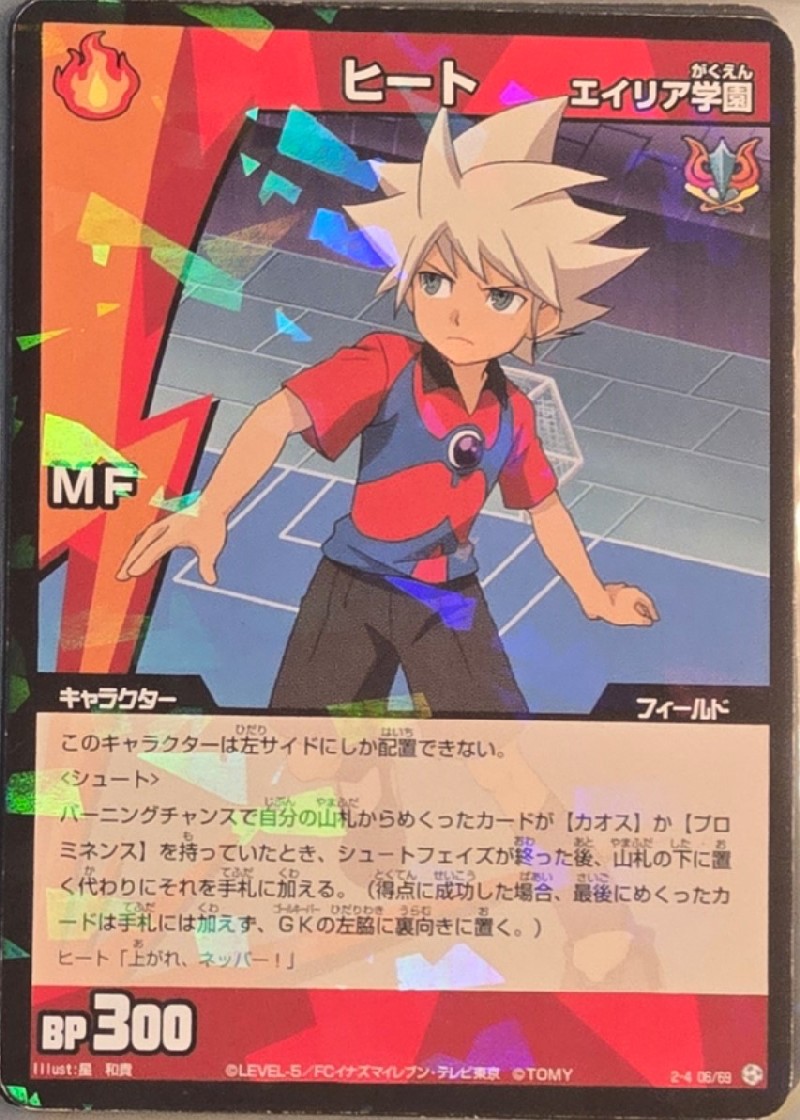 ヒート
エイリア学園
がくえん
MF
キャラクター
フィールド
このキャラクターは左サイドにしか配置できない。
<シュート>
バーニングチャンスで自分の山札からめくったカードが【カオス】か【プロ
ミネンス】を持っていたとき、シュートフェイズが終った後、山札の下に置
く代わりにそれを手札に加える。（得点に成功した場合、最後にめくったカ
ードは手札には加えず、GKの左脇に裏向きに置く。）
ヒート「上がれ、ネッパー！」
BP300
Illust:星 和貴
©LEVEL-5／FCイナズマイレブン・テレビ東京 ©TOMY
2-4 06/69